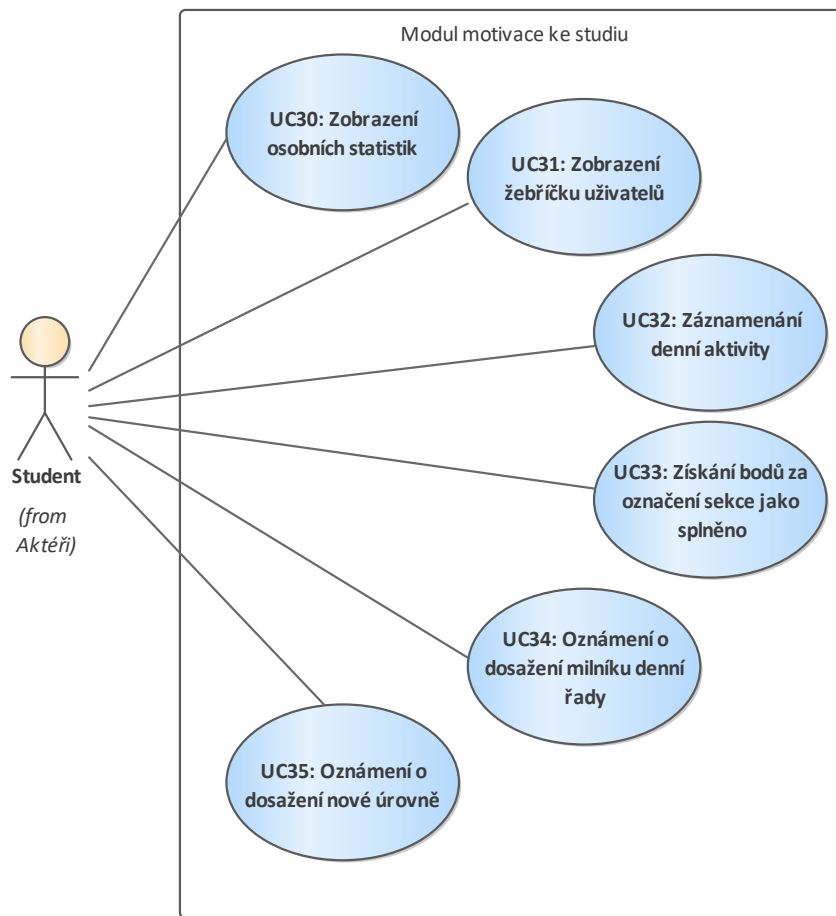 Modul motivace ke studiu
UC30: Zobrazení
osobních statistik
UC31: Zobrazení
žebříčku uživatelů
UC32: Záznamenání
denní aktivity
UC33: Získání bodů za
označení sekce jako
splněno
UC34: Oznámení o
dosažení milníku denní
řady
UC35: Oznámení o
dosažení nové úrovně
Student
(from
Aktéři)